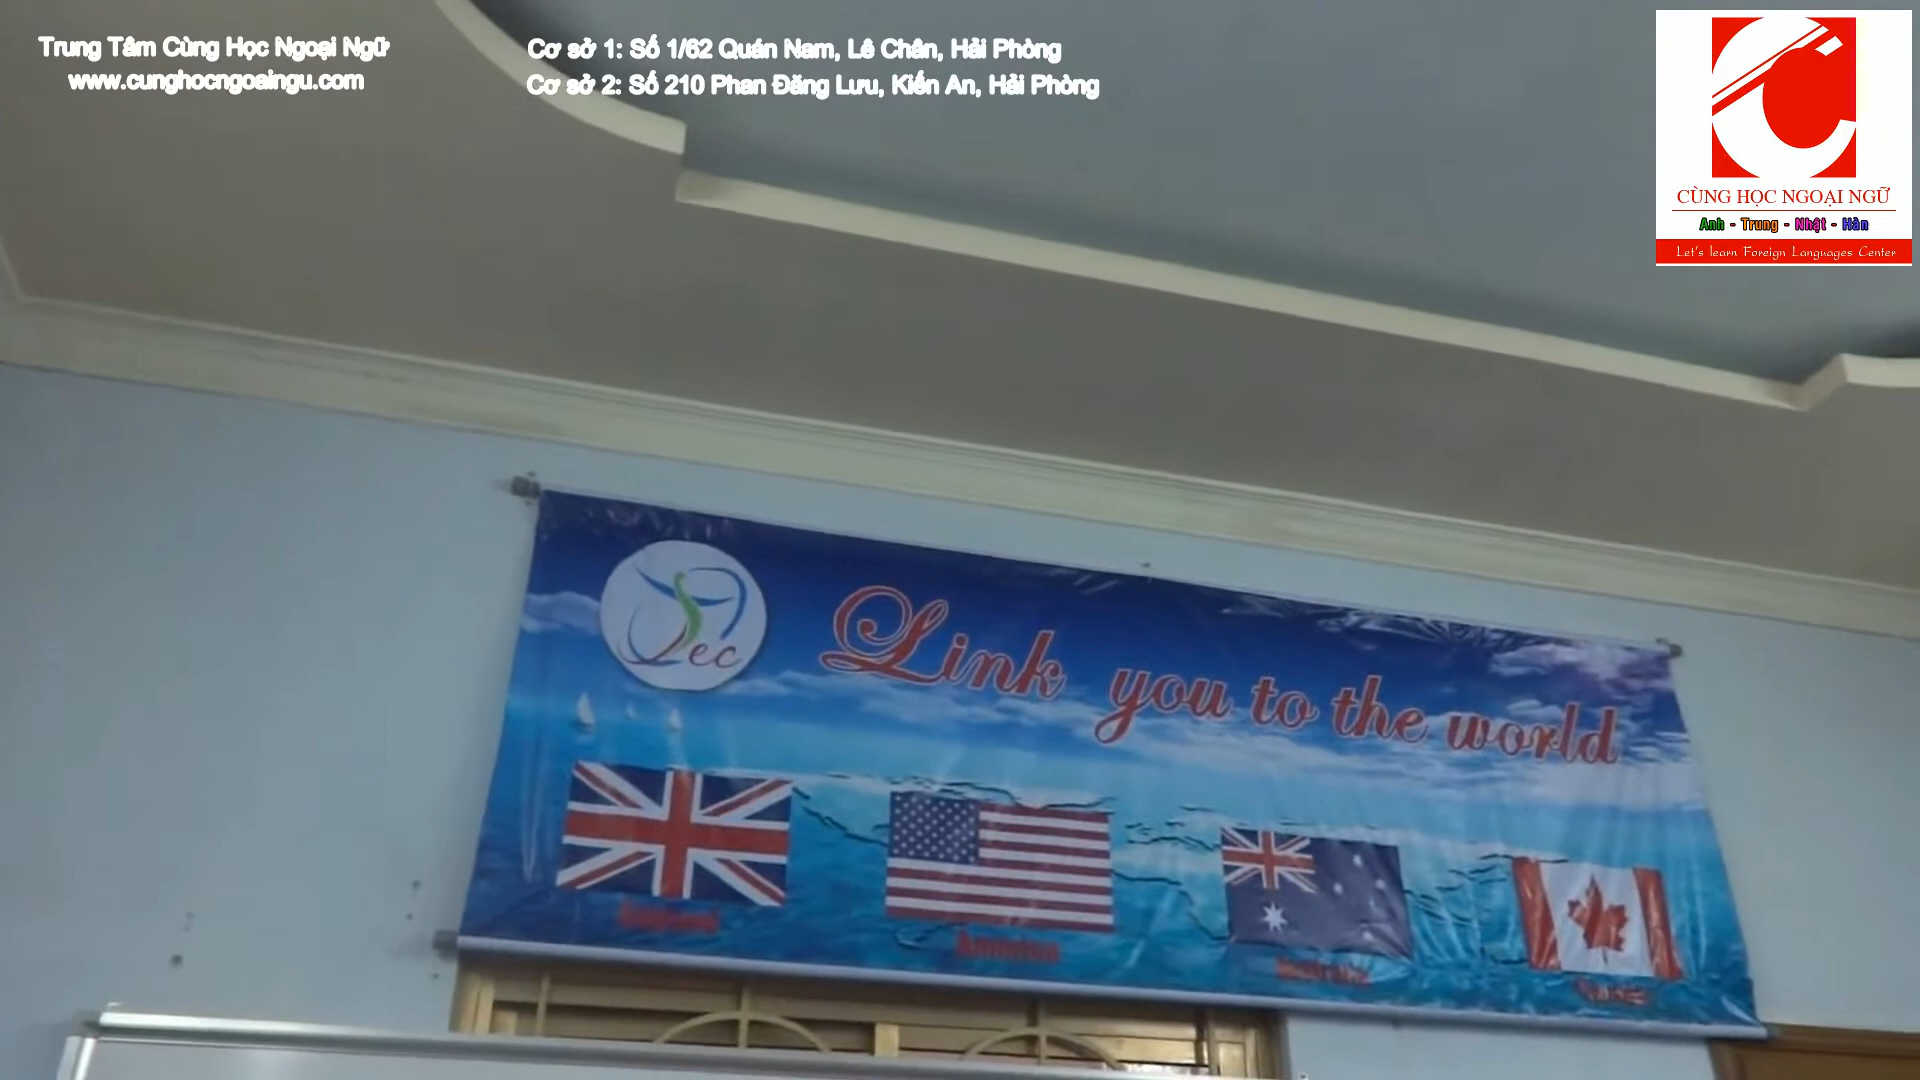 Trung Tâm Cùng Học Ngoại Ngữ
www.cunghocngoaingu.com
Cơ sở 1: Số 1/62 Quán Nam, Lê Chân, Hải Phòng
Cơ sở 2: Số 210 Phan Đăng Lưu, Kiến An, Hải Phòng
CÙNG HỌC NGOẠI NGỮ
Anh - Trung - Nhật - Hàn
Let's learn Foreign Languages Center
Link you to the world
America